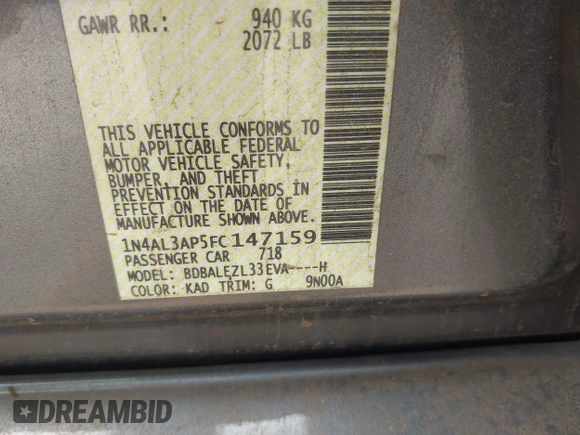 GAWR RR.: 940 KG
2072 LB
THIS VEHICLE CONFORMS TO
ALL APPLICABLE FEDERAL
MOTOR VEHICLE SAFETY,
BUMPER, AND THEFT
PREVENTION STANDARDS IN
EFFECT ON THE DATE OF
MANUFACTURE SHOWN ABOVE.
1N4AL3AP5FC147159
PASSENGER CAR 718
MODEL: BDBALEZL33EVA----H
COLOR: KAD TRIM: G 9N00A
DREAMBID